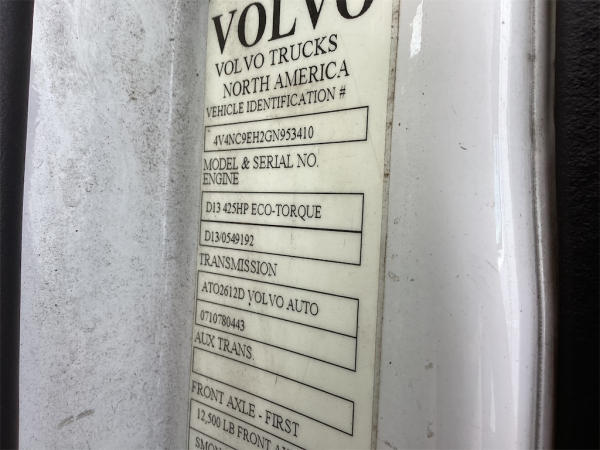 VOLVO
VOLVO TRUCKS
NORTH AMERICA
VEHICLE IDENTIFICATION #
4V4NC9EH2GN953410
MODEL & SERIAL NO.
ENGINE
D13 425HP ECO-TORQUE
D13/0549192
TRANSMISSION
ATO2612D VOLVO AUTO
0710780443
AUX TRANS.
FRONT AXLE - FIRST
12,500 LB FRONT